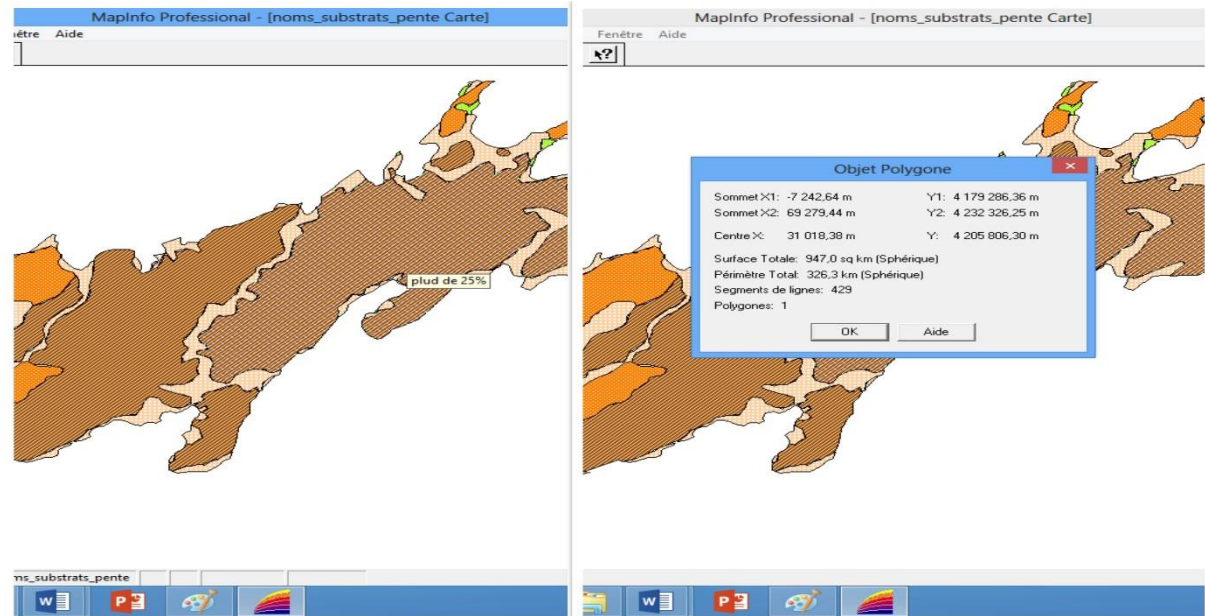 MapInfo Professional - [noms_substrats_pente Carte]
être Aide
plud de 25%
ms_substrats_pente
W
P
MapInfo Professional - [noms_substrats_pente Carte]
Fenêtre Aide
?
Objet Polygone
x
Sommet X1: -7 242,64 m Y1: 4 179 286,36 m
Sommet X2: 69 279,44 m Y2: 4 232 326,25 m
Centre X: 31 018,38 m Y: 4 205 806,30 m
Surface Totale: 947,0 sq km (Sphérique)
Périmètre Total: 326,3 km (Sphérique)
Segments de lignes: 429
Polygones: 1
OK Aide
W
P